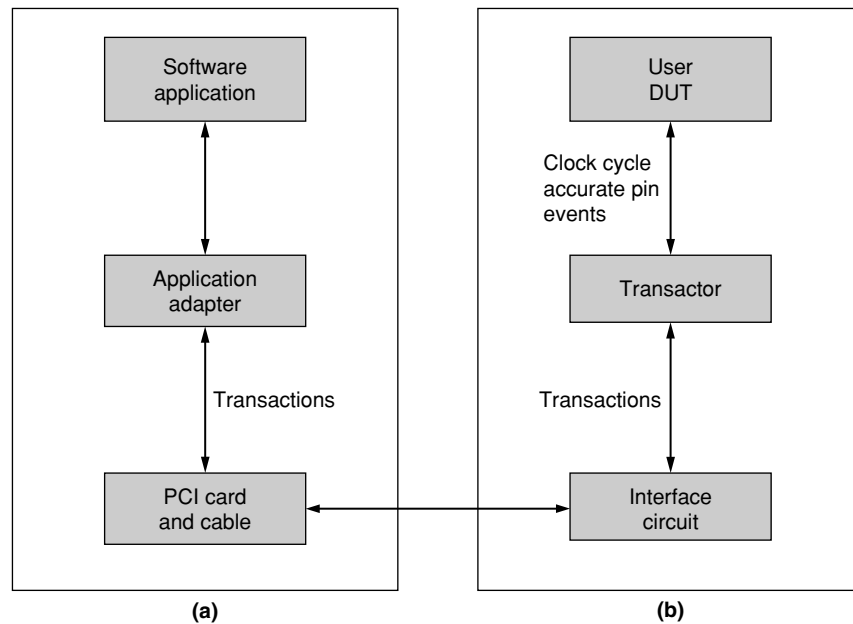 Software
application
Application
adapter
Transactions
PCI card
and cable
(a)
User
DUT
Clock cycle
accurate pin
events
Transactor
Transactions
Interface
circuit
(b)